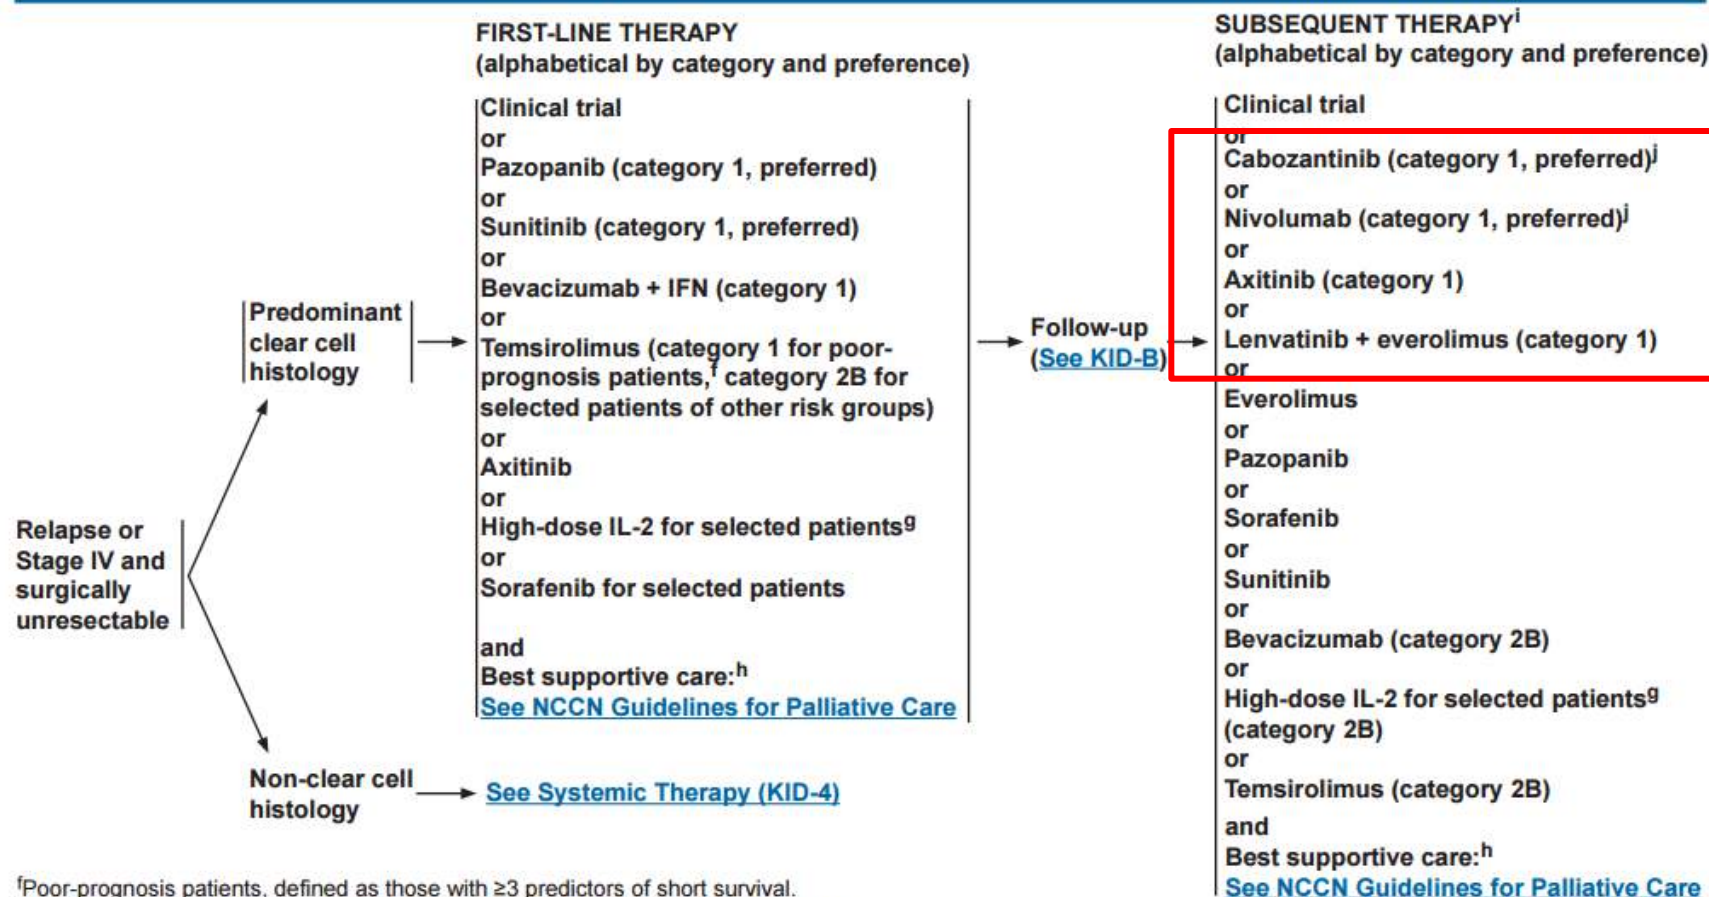 FIRST-LINE THERAPY
(alphabetical by category and preference)
Clinical trial
or
Pazopanib (category 1, preferred)
or
Sunitinib (category 1, preferred)
or
Bevacizumab + IFN (category 1)
or
Temsirolimus (category 1 for poor-
prognosis patients,ᶠ category 2B for
selected patients of other risk groups)
or
Axitinib
or
High-dose IL-2 for selected patientsᵍ
or
Sorafenib for selected patients
and
Best supportive care:ʰ
See NCCN Guidelines for Palliative Care
SUBSEQUENT THERAPYⁱ
(alphabetical by category and preference)
Clinical trial
or
Cabozantinib (category 1, preferred)ʲ
or
Nivolumab (category 1, preferred)ʲ
or
Axitinib (category 1)
or
Lenvatinib + everolimus (category 1)
or
Everolimus
or
Pazopanib
or
Sorafenib
or
Sunitinib
or
Bevacizumab (category 2B)
or
High-dose IL-2 for selected patientsᵍ
(category 2B)
or
Temsirolimus (category 2B)
and
Best supportive care:ʰ
See NCCN Guidelines for Palliative Care
Predominant
clear cell
histology
Follow-up
(See KID-B)
Relapse or
Stage IV and
surgically
unresectable
Non-clear cell
histology
See Systemic Therapy (KID-4)
ᶠPoor-prognosis patients, defined as those with ≥3 predictors of short survival.